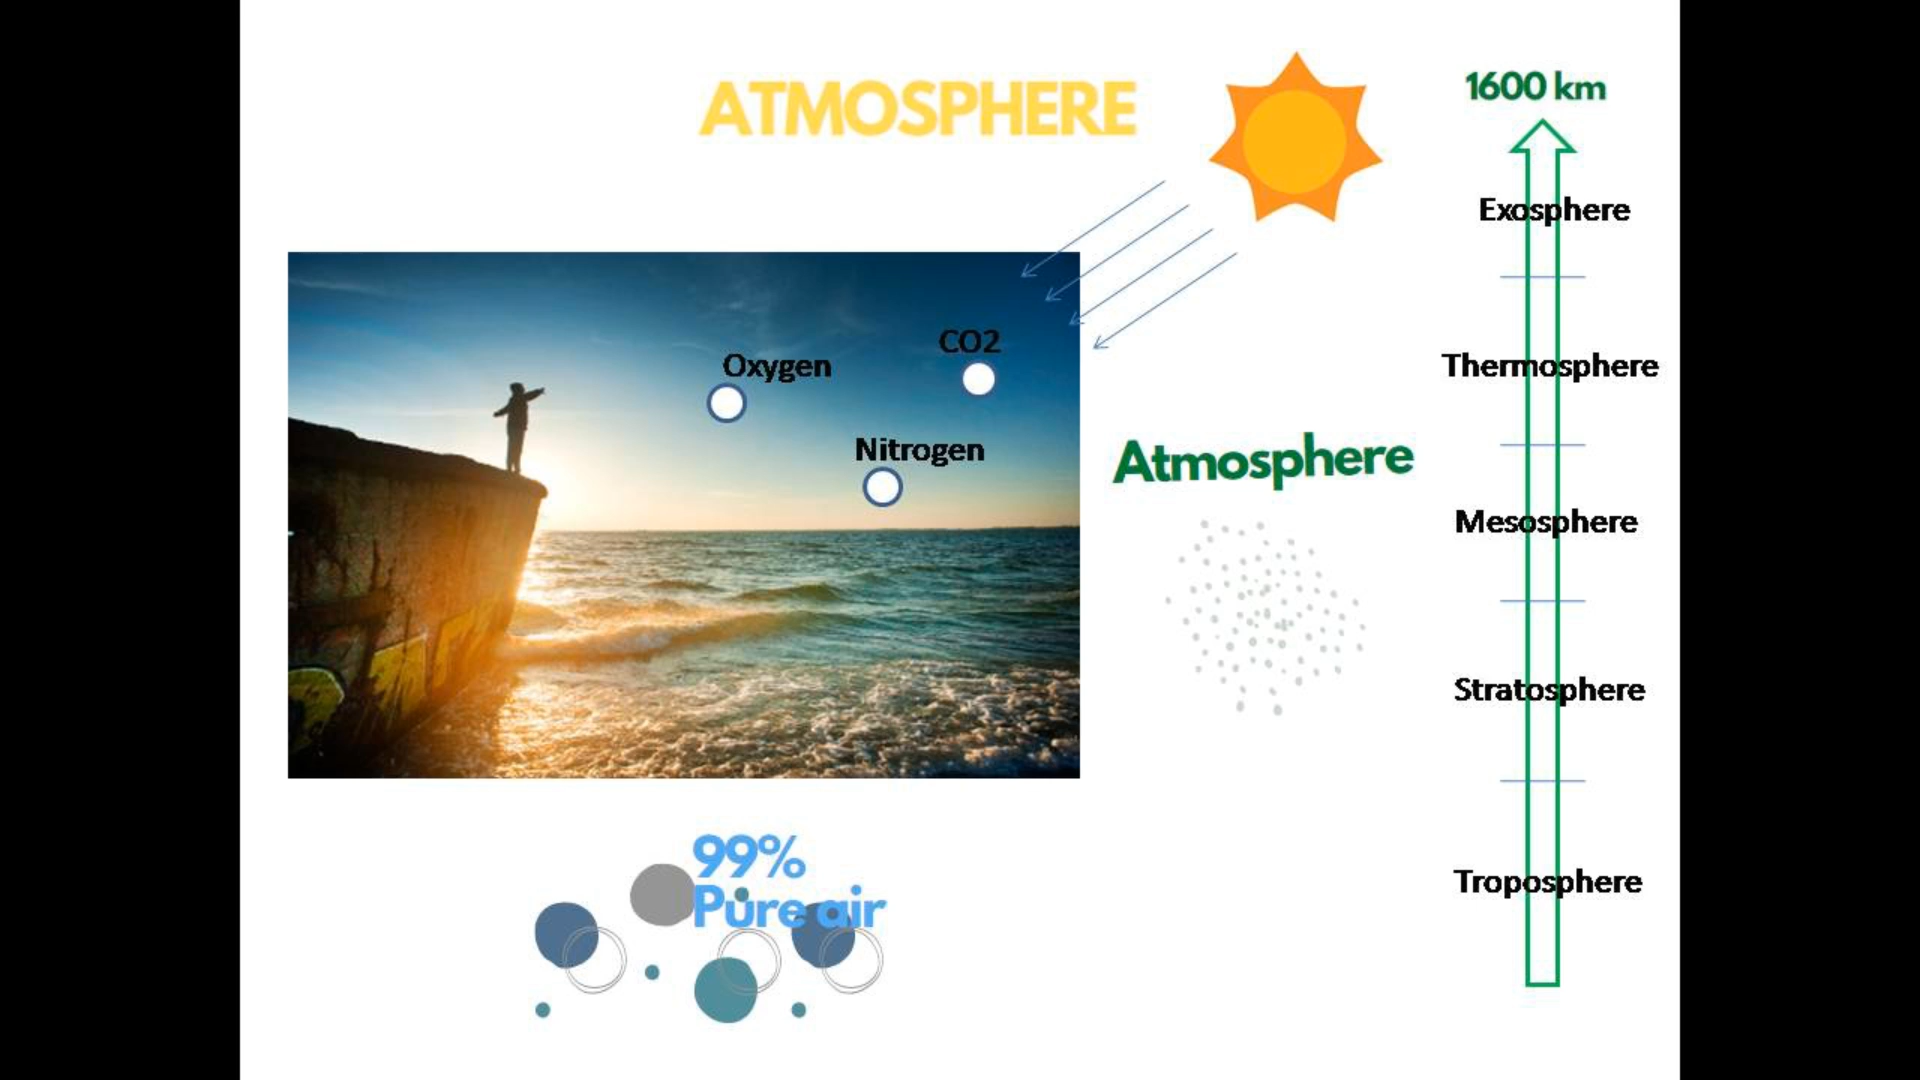 ATMOSPHERE
1600 km
Exosphere
CO2
Oxygen
Thermosphere
Nitrogen
Atmosphere
Mesosphere
Stratosphere
99%
Pure air
Troposphere